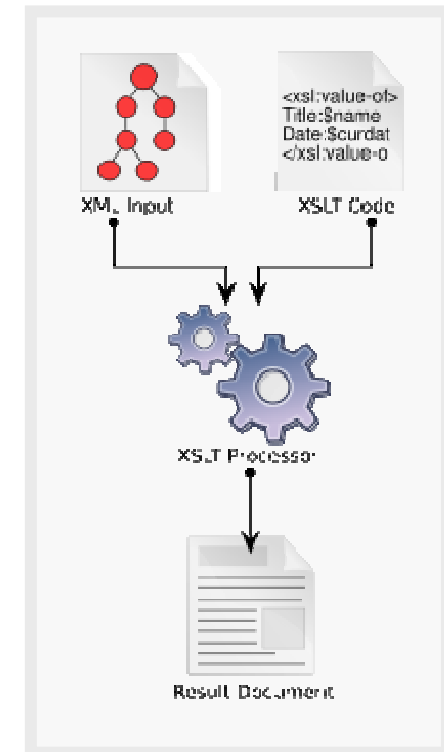 <xsl:value-of>
Title:$name
Date:$curdat
</xsl:value-o
XML Input
XSLT Code
XSLT Processor
Result Document